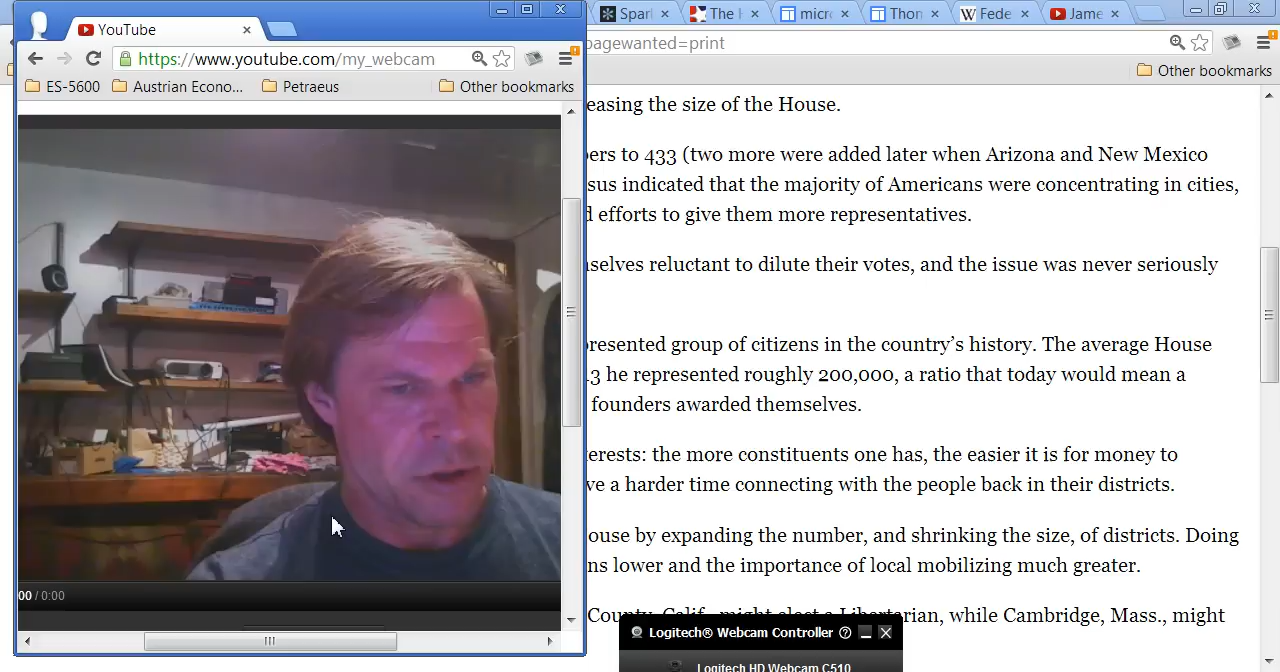 YouTube
https://www.youtube.com/my_webcam
ES-5600
Austrian Econo...
Petraeus
Other bookmarks
00 / 0:00
Spar
The
micr
Thon
Fede
Jame
pagewanted=print
Other bookmarks
easing the size of the House.
ers to 433 (two more were added later when Arizona and New Mexico
sus indicated that the majority of Americans were concentrating in cities,
d efforts to give them more representatives.
selves reluctant to dilute their votes, and the issue was never seriously
resented group of citizens in the country’s history. The average House
13 he represented roughly 200,000, a ratio that today would mean a
founders awarded themselves.
terests: the more constituents one has, the easier it is for money to
ve a harder time connecting with the people back in their districts.
ouse by expanding the number, and shrinking the size, of districts. Doing
ns lower and the importance of local mobilizing much greater.
County, Calif., might elect a Libertarian, while Cambridge, Mass., might
Logitech® Webcam Controller
Logitech HD Webcam C510